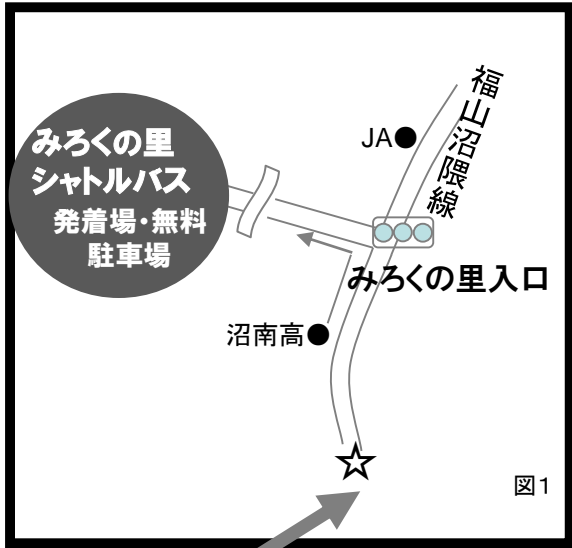 みろくの里
シャトルバス
発着場・無料
駐車場
JA
福山沼隈線
みろくの里入口
沼南高
図1